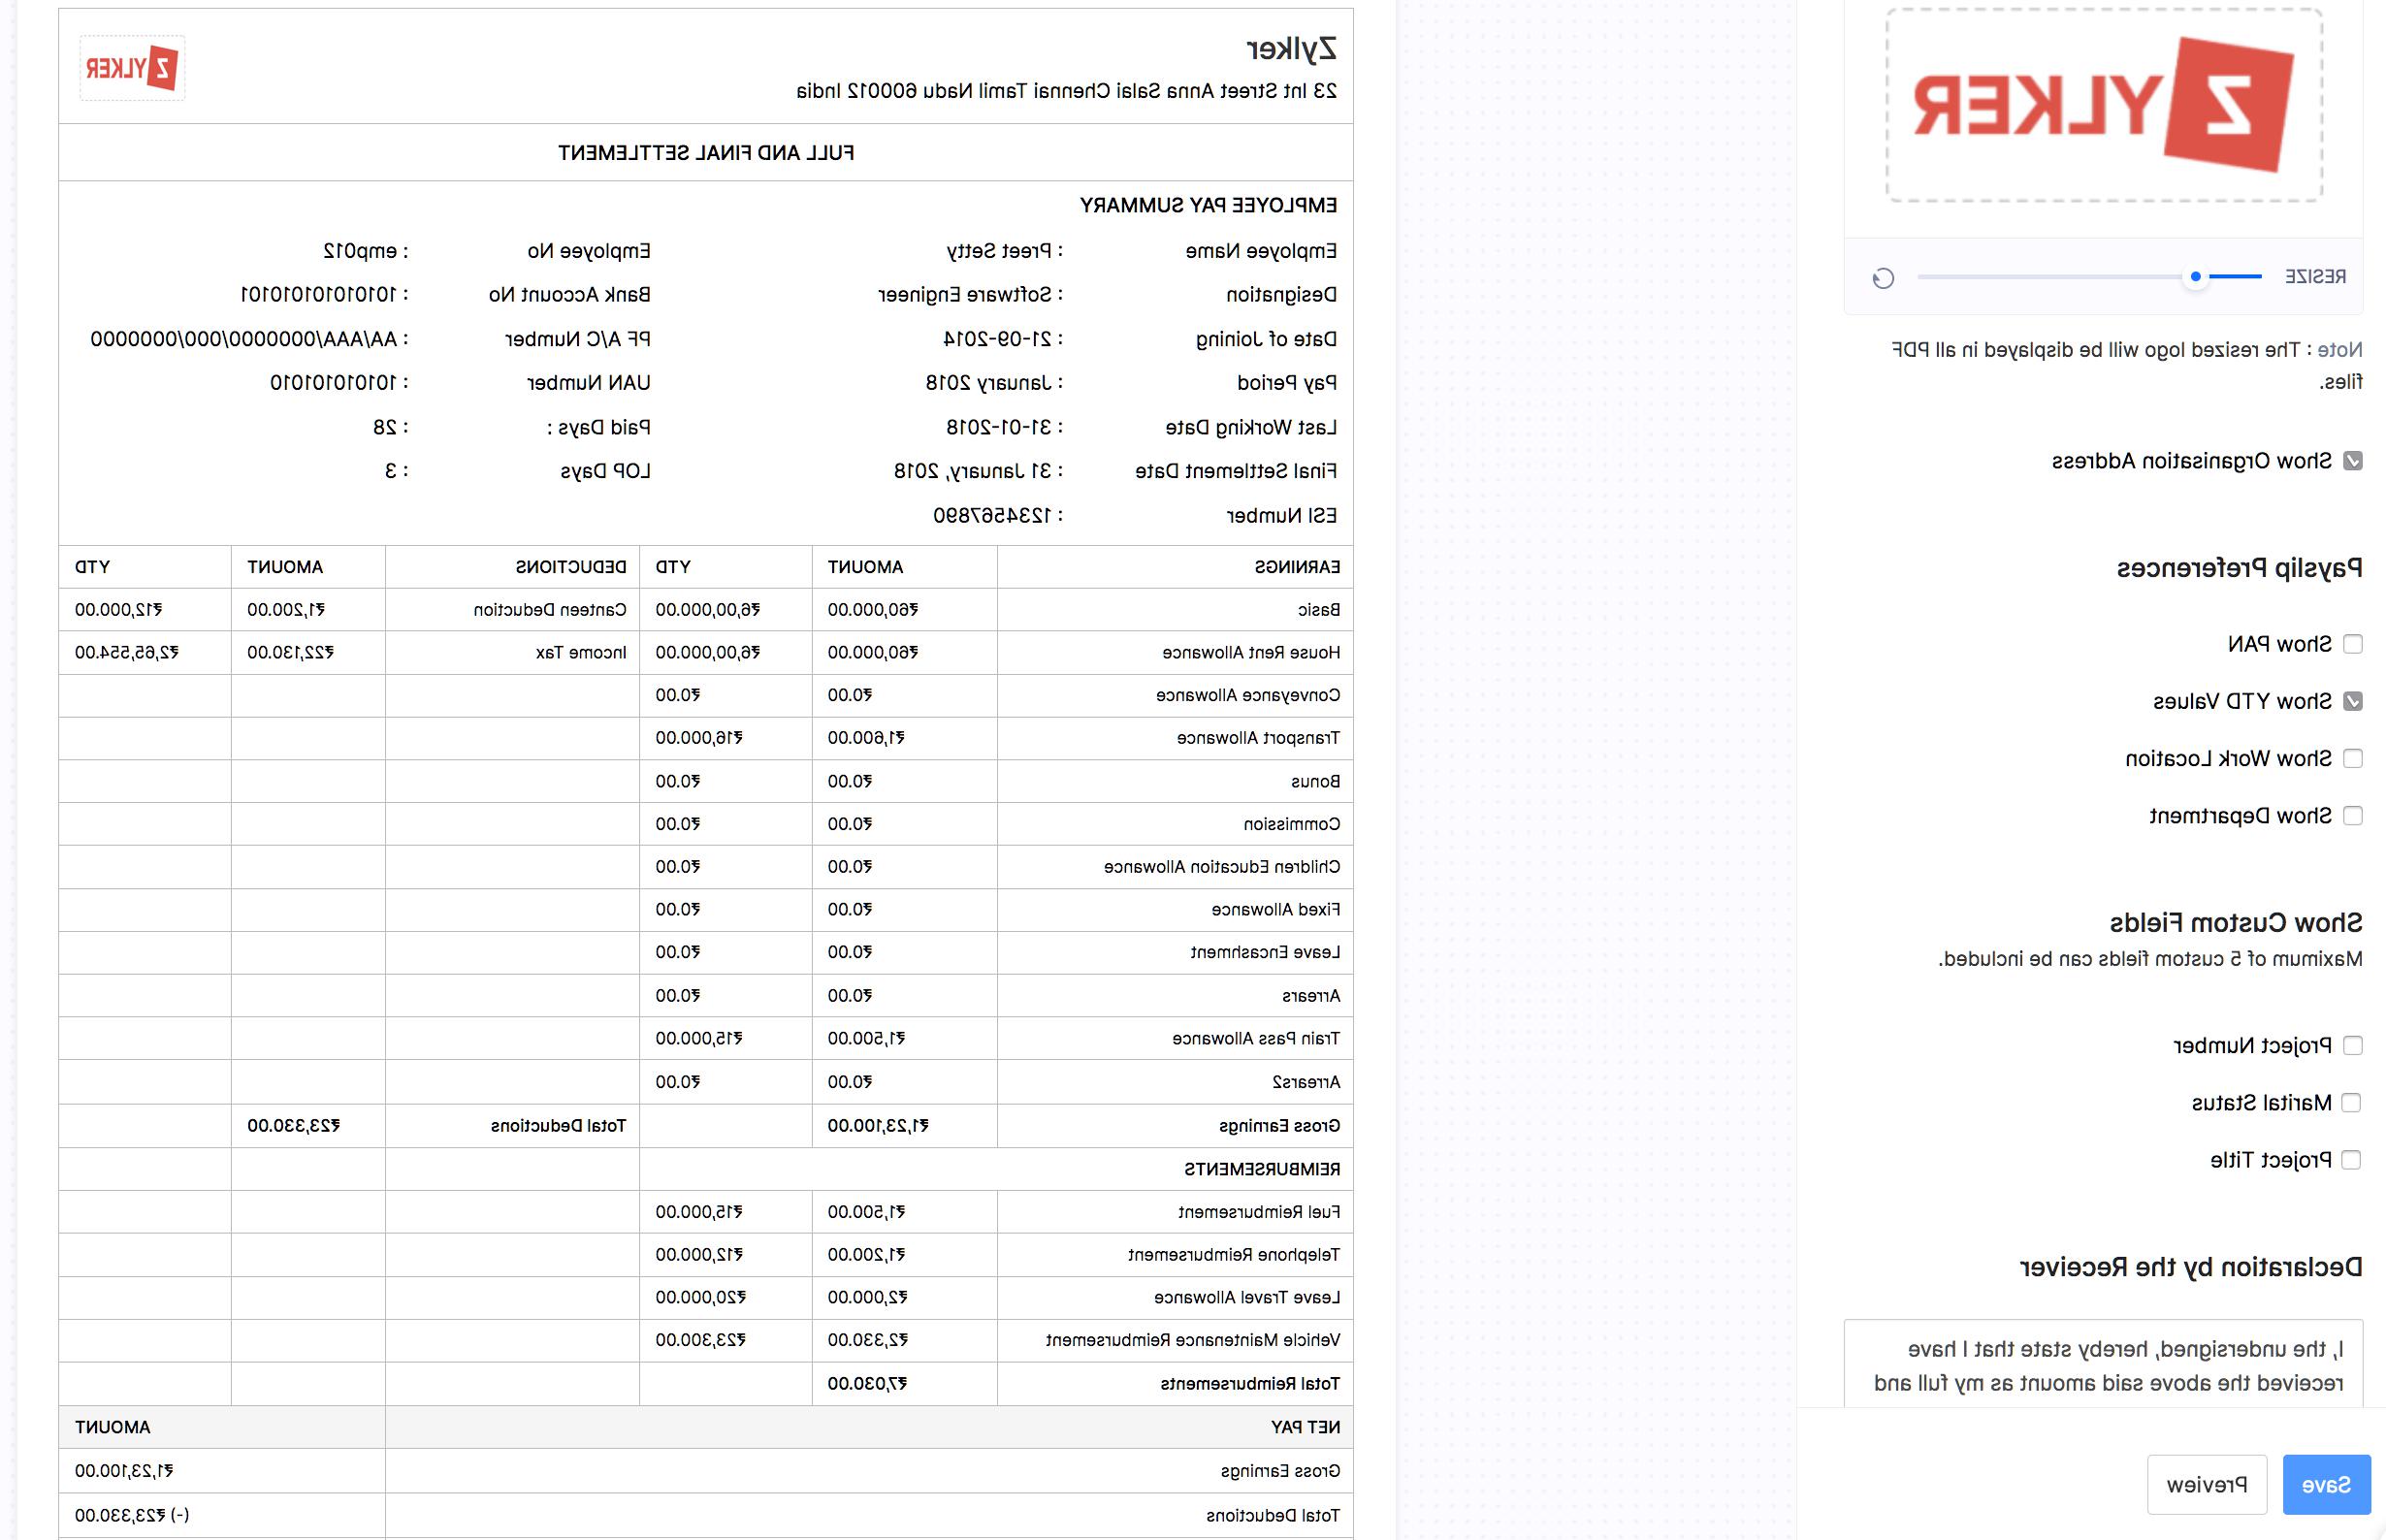 ZYLKER
RESIZE
Note : The resized logo will be displayed in all PDF
files.
Show Organisation Address
Payslip Preferences
Show PAN
Show YTD Values
Show Work Location
Show Department
Show Custom Fields
Maximum of 5 custom fields can be included.
Project Number
Marital Status
Project Title
Declaration by the Receiver
I, the undersigned, hereby state that I have
received the above said amount as my full and
Save Preview
Zylker ZYLKER
23 Int Street Anna Salai Chennai Tamil Nadu 600012 India
FULL AND FINAL SETTLEMENT
EMPLOYEE PAY SUMMARY
Employee Name : Preet Setty Employee No : emp012
Designation : Software Engineer Bank Account No : 101010101010101
Date of Joining : 21-09-2014 PF A/C Number : AA/AAA/0000000/000/0000000
Pay Period : January 2018 UAN Number : 101010101010
Last Working Date : 31-01-2018 Paid Days : : 28
Final Settlement Date : 31 January, 2018 LOP Days : 3
ESI Number : 1234567890
EARNINGS AMOUNT YTD DEDUCTIONS AMOUNT YTD
Basic ₹60,000.00 ₹6,00,000.00 Canteen Deduction ₹1,200.00 ₹12,000.00
House Rent Allowance ₹60,000.00 ₹6,00,000.00 Income Tax ₹22,130.00 ₹2,65,554.00
Conveyance Allowance ₹0.00 ₹0.00
Transport Allowance ₹1,600.00 ₹16,000.00
Bonus ₹0.00 ₹0.00
Commission ₹0.00 ₹0.00
Children Education Allowance ₹0.00 ₹0.00
Fixed Allowance ₹0.00 ₹0.00
Leave Encashment ₹0.00 ₹0.00
Arrears ₹0.00 ₹0.00
Train Pass Allowance ₹1,500.00 ₹15,000.00
Arrears2 ₹0.00 ₹0.00
Gross Earnings ₹1,23,100.00 Total Deductions ₹23,330.00
REIMBURSEMENTS
Fuel Reimbursement ₹1,500.00 ₹15,000.00
Telephone Reimbursement ₹1,200.00 ₹12,000.00
Leave Travel Allowance ₹2,000.00 ₹20,000.00
Vehicle Maintenance Reimbursement ₹2,330.00 ₹23,300.00
Total Reimbursements ₹7,030.00
NET PAY AMOUNT
Gross Earnings ₹1,23,100.00
Total Deductions (-) ₹23,330.00